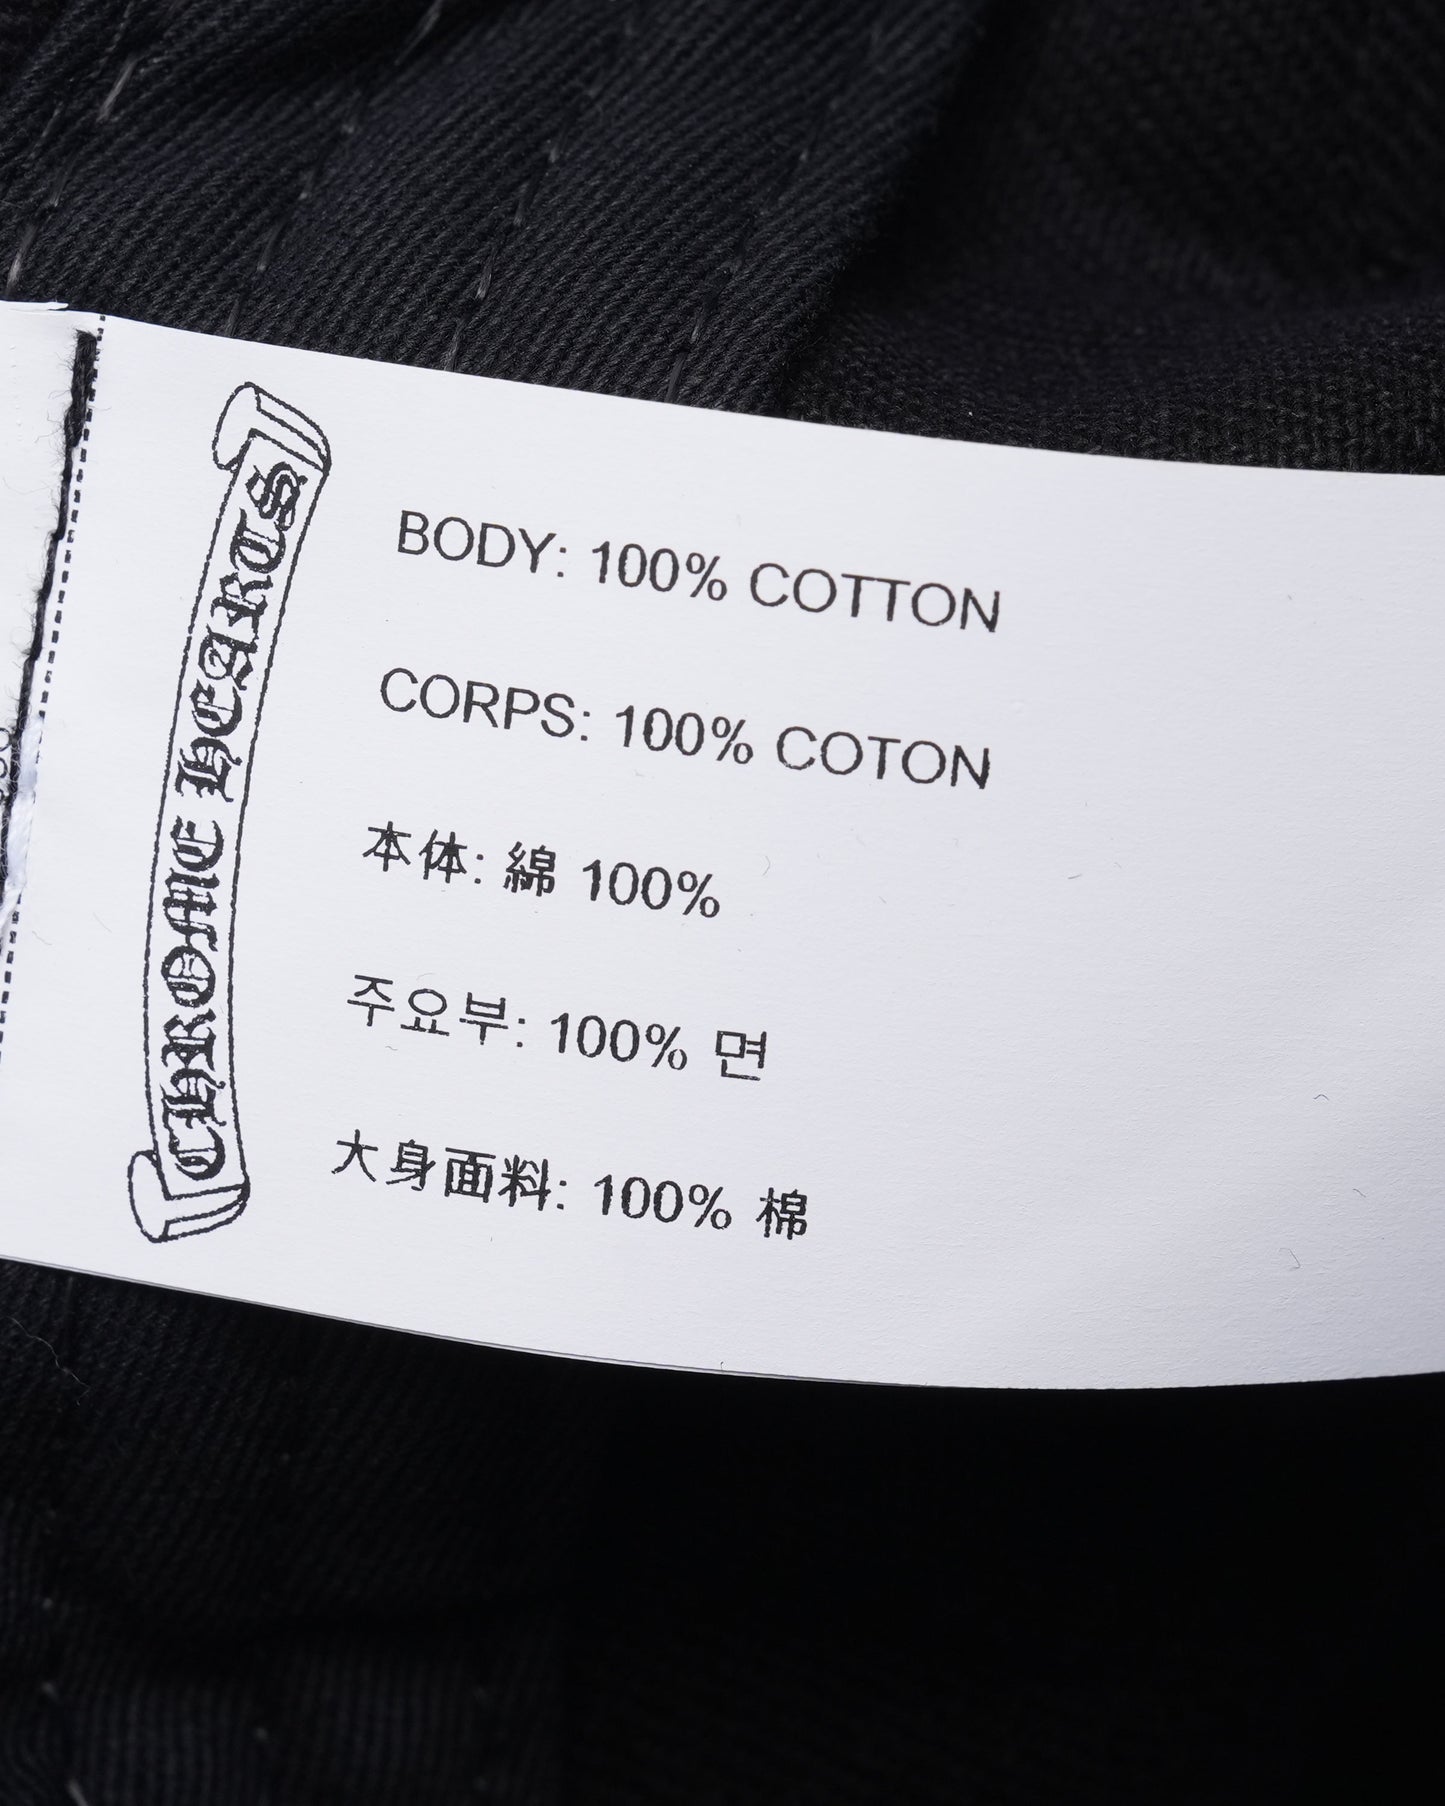 CHROME HEARTS
BODY: 100% COTTON
CORPS: 100% COTON
本体: 綿 100%
주요부: 100% 면
大身面料: 100% 棉